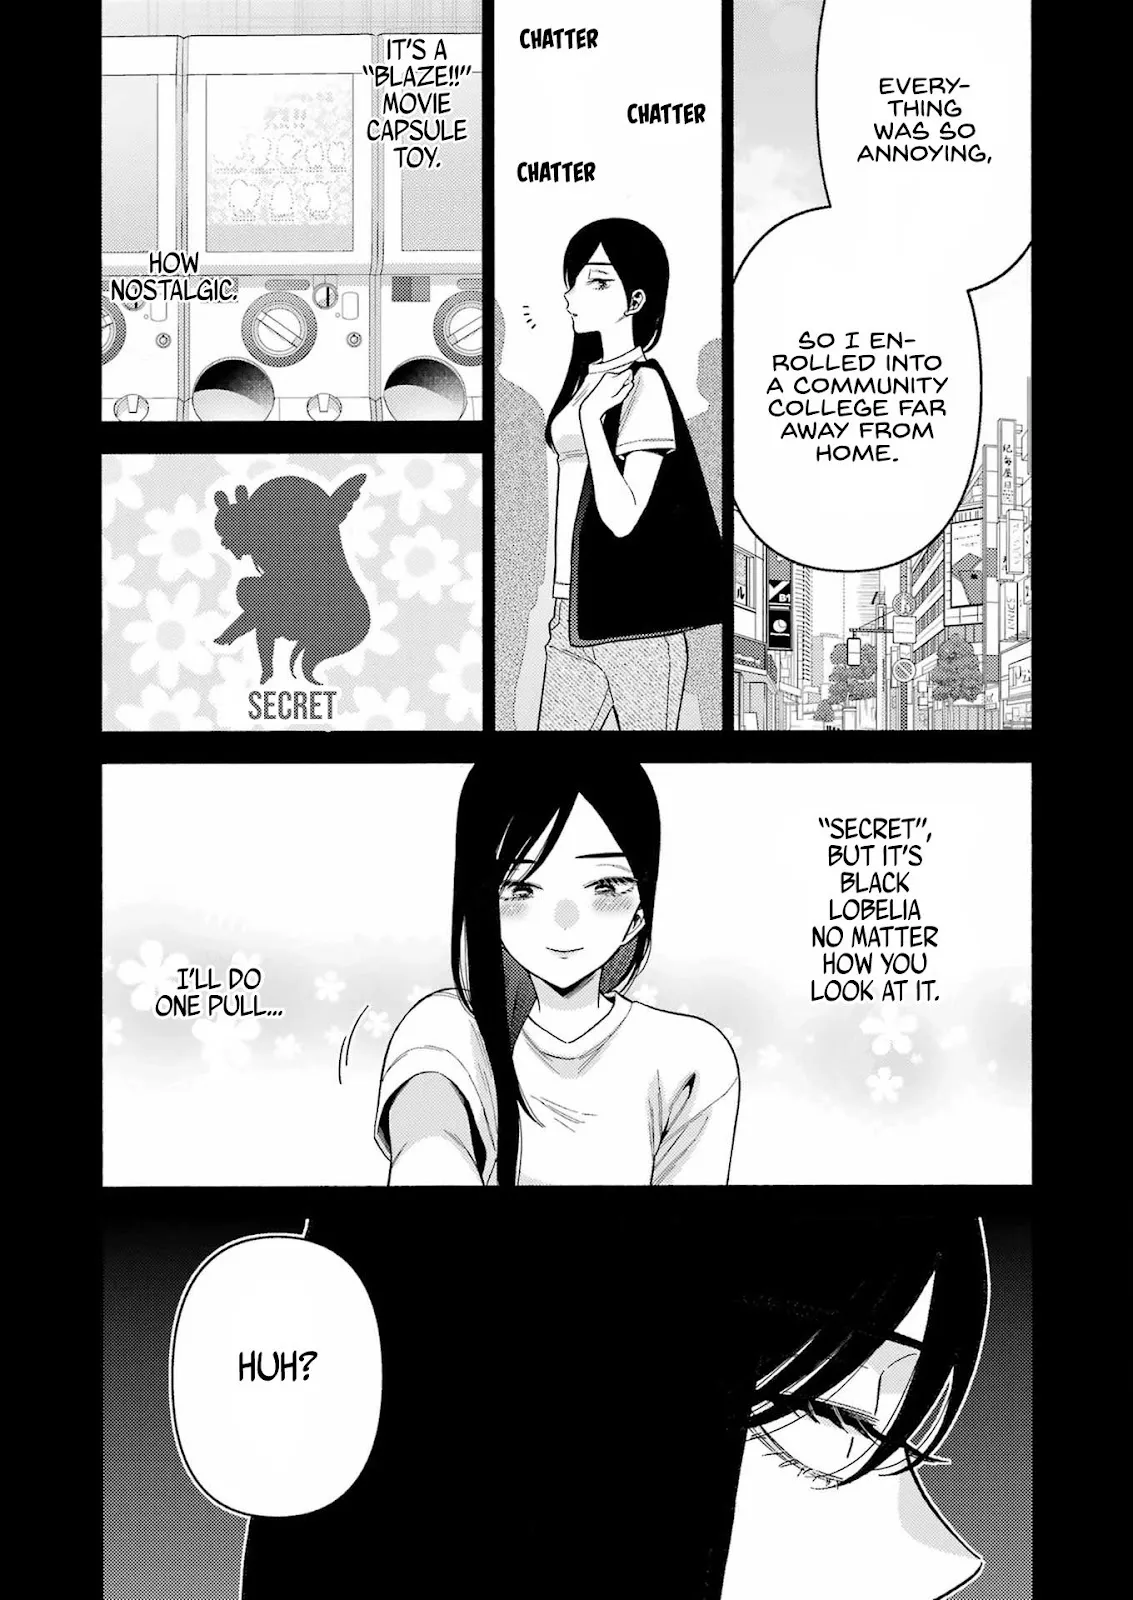 EVERY-
THING
WAS SO
ANNOYING,
SO I EN-
ROLLED INTO
A COMMUNITY
COLLEGE FAR
AWAY FROM
HOME.
CHATTER
CHATTER
CHATTER
IT'S A
"BLAZE!!"
MOVIE
CAPSULE
TOY.
HOW
NOSTALGIC.
SECRET
"SECRET",
BUT IT'S
BLACK
LOBELIA
NO MATTER
HOW YOU
LOOK AT IT.
I'LL DO
ONE PULL...
HUH?